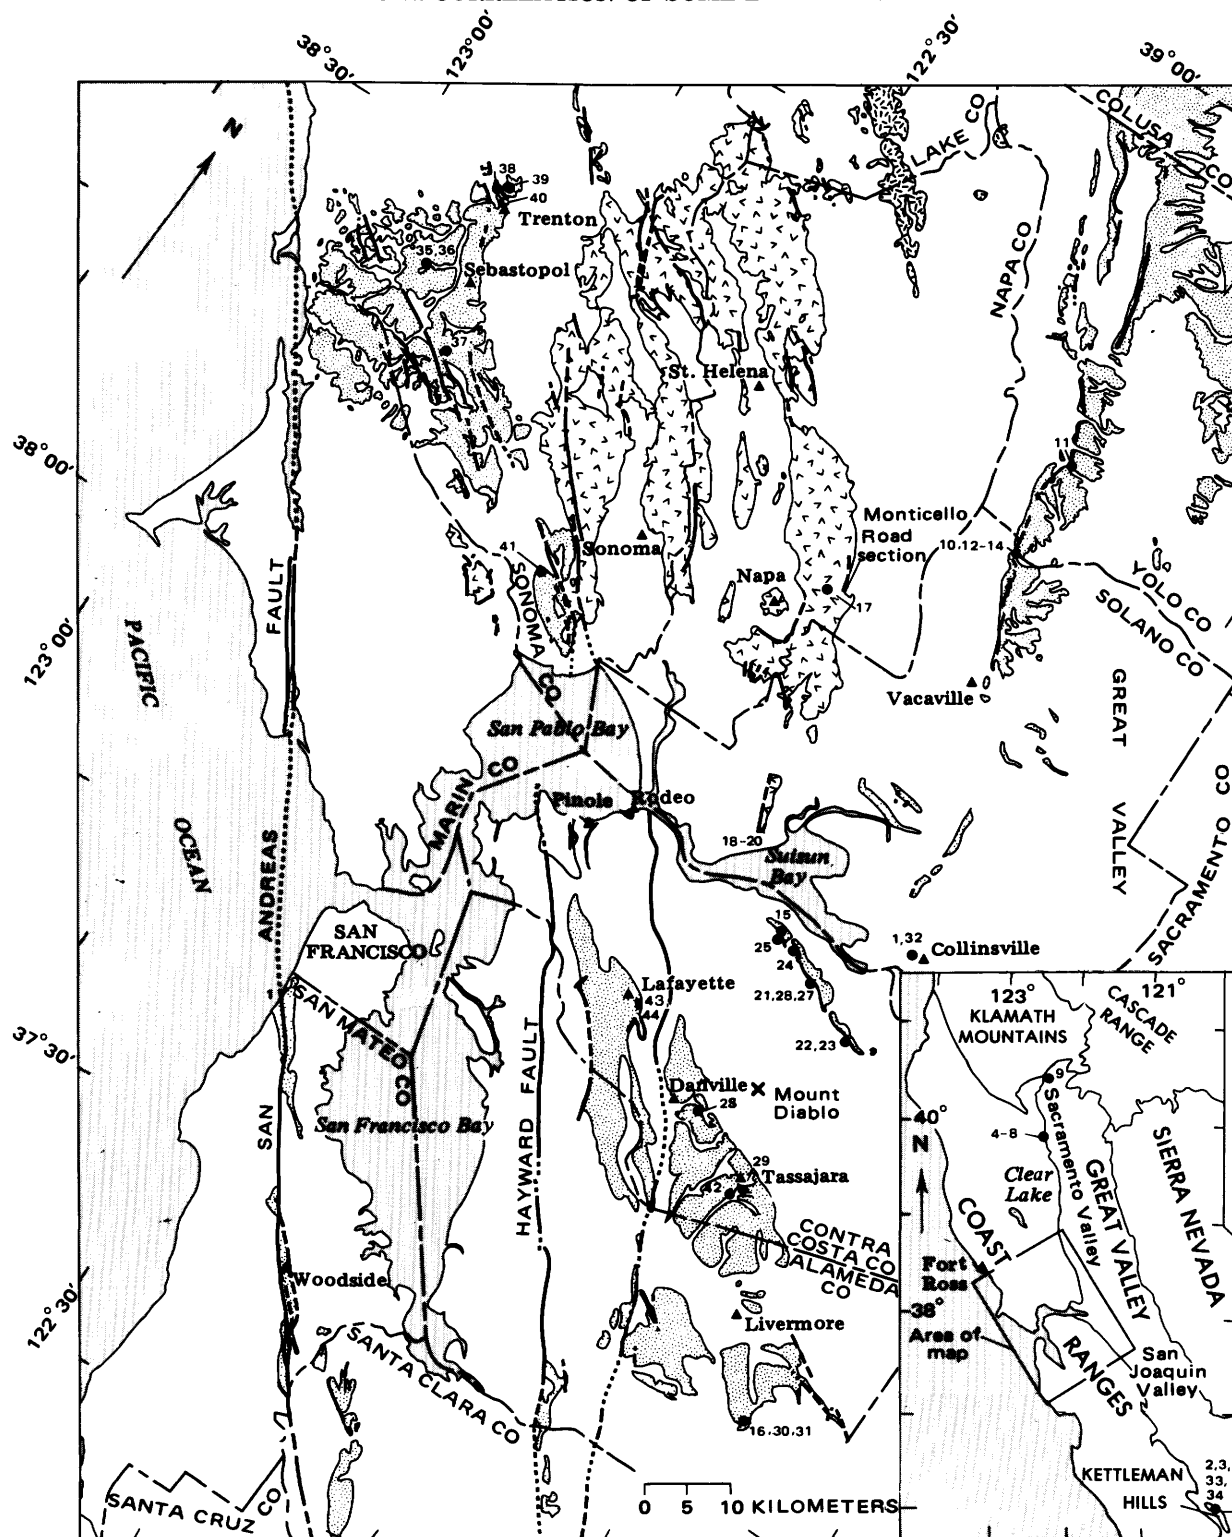 38°30'
123°00'
122°30'
39°00'
N
COLUSA CO
LAKE CO
38
39
40
Trenton
35,36
Sebastopol
NAPA CO
37
St. Helena
38°00'
11
Monticello
Road
section
10,12-14
41
Sonoma
SONOMA CO
Napa
17
YOLO CO
SOLANO CO
FAULT
123°00'
PACIFIC
Vacaville
GREAT
San Pablo Bay
MARIN CO
Pinole
Rodeo
VALLEY
SACRAMENTO CO
18-20
Suisun
Bay
OCEAN
ANDREAS
15
SAN
FRANCISCO
25
24
1,32
Collinsville
Lafayette
43
44
21,28,27
SAN MATEO CO
22,23
37°30'
HAYWARD FAULT
Danville
Mount
Diablo
28
San Francisco Bay
SAN
29
Tassajara
42
CONTRA
COSTA CO
ALAMEDA
CO
Woodside
Livermore
122°30'
SANTA CLARA CO
16,30,31
SANTA CRUZ CO
0 5 10 KILOMETERS
123°
121°
KLAMATH
MOUNTAINS
CASCADE
RANGE
9
40°
N
4-8
Sacramento Valley
Clear
Lake
GREAT VALLEY
SIERRA NEVADA
COAST
RANGES
Fort
Ross
38°
Area of
map
San
Joaquin
Valley
KETTLEMAN
HILLS
2,3,
33,
34